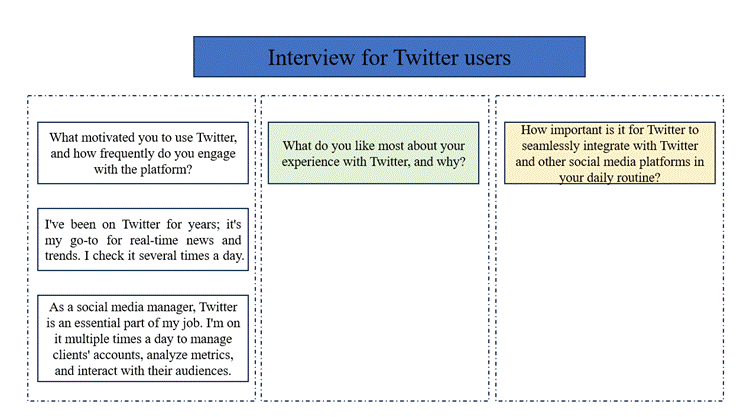 Interview for Twitter users
What motivated you to use Twitter,
and how frequently do you engage
with the platform?
I've been on Twitter for years; it's
my go-to for real-time news and
trends. I check it several times a day.
As a social media manager, Twitter
is an essential part of my job. I'm on
it multiple times a day to manage
clients' accounts, analyze metrics,
and interact with their audiences.
What do you like most about your
experience with Twitter, and why?
How important is it for Twitter to
seamlessly integrate with Twitter
and other social media platforms in
your daily routine?